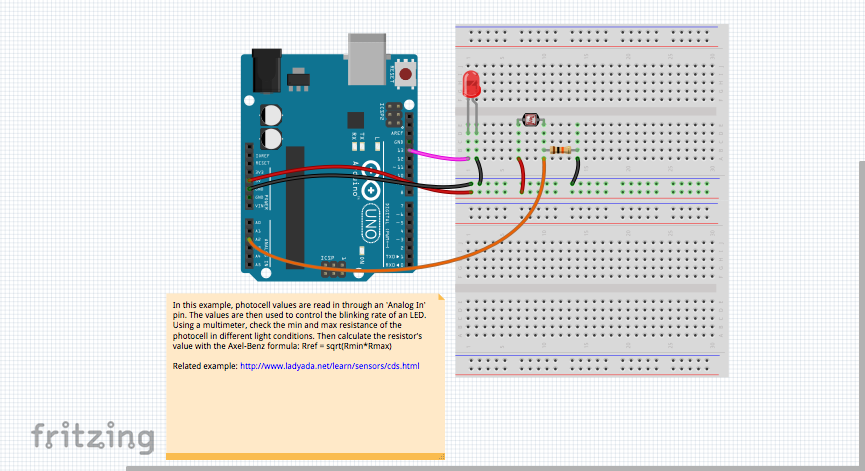 RESET
ICSP2
AREF
GND
13
12
IOREF
RESET
3V3
5V
GND
GND
VIN
POWER
Arduino
UNO
ON
L
TX
RX
~11
~10
~9
8
7
~6
~5
4
~3
2
TXO▸1
RXO◂0
DIGITAL (PWM=~)
A0
A1
A2
A3
A4
A5
ANALOG IN
ICSP
1
In this example, photocell values are read in through an 'Analog In'
pin. The values are then used to control the blinking rate of an LED.
Using a multimeter, check the min and max resistance of the
photocell in different light conditions. Then calculate the resistor's
value with the Axel-Benz formula: Rref = sqrt(Rmin*Rmax)
Related example: http://www.ladyada.net/learn/sensors/cds.html
fritzing